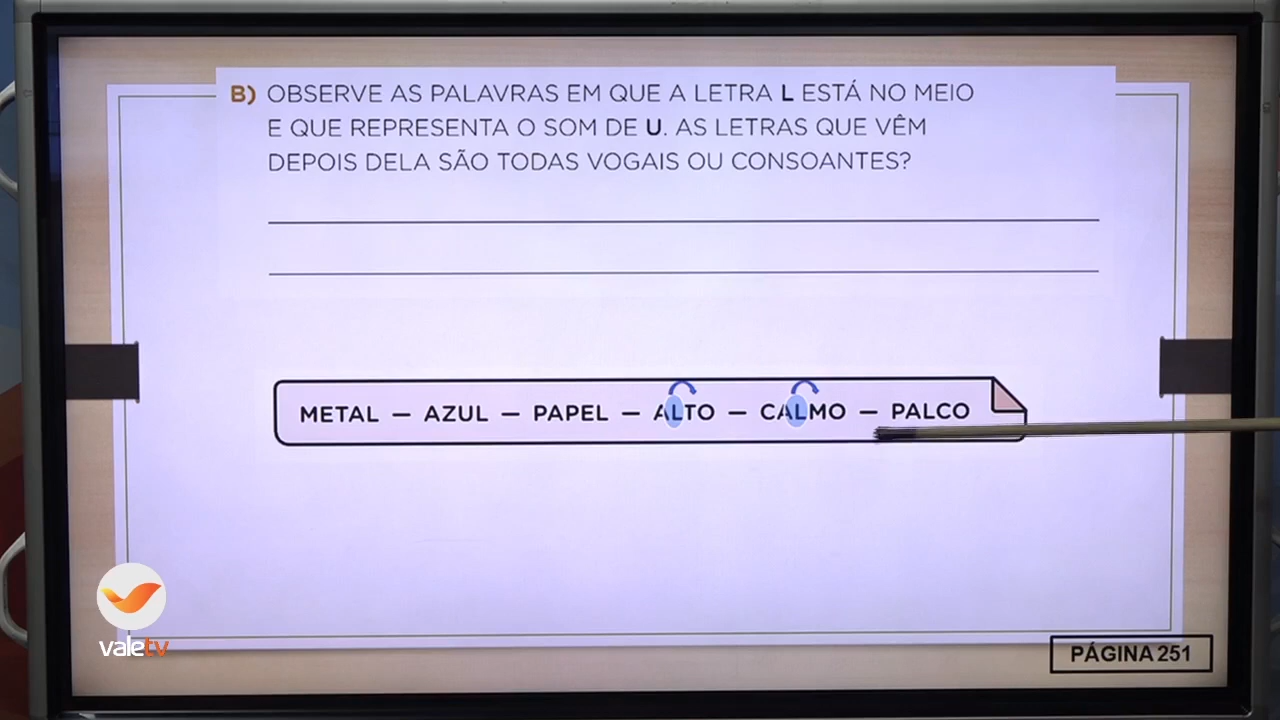 B) OBSERVE AS PALAVRAS EM QUE A LETRA L ESTÁ NO MEIO
E QUE REPRESENTA O SOM DE U. AS LETRAS QUE VÊM
DEPOIS DELA SÃO TODAS VOGAIS OU CONSOANTES?
METAL – AZUL – PAPEL – ALTO – CALMO – PALCO
valetv
PÁGINA 251